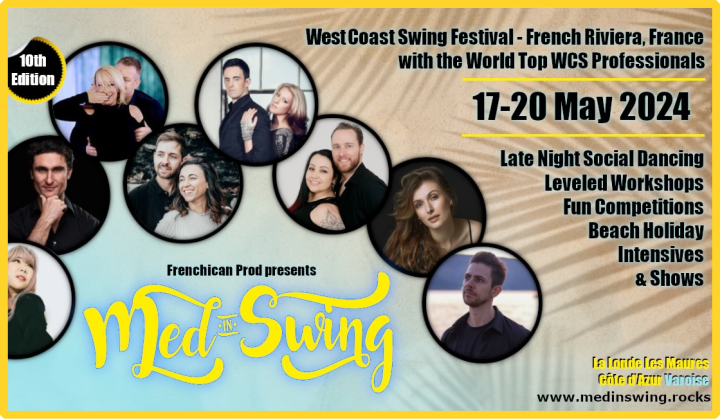 10th
Edition
West Coast Swing Festival - French Riviera, France
with the World Top WCS Professionals
17-20 May 2024
Late Night Social Dancing
Leveled Workshops
Fun Competitions
Beach Holiday
Intensives
& Shows
Frenchican Prod presents
Med IN Swing
La Londe Les Maures
Côte d'Azur Varoise
www.medinswing.rocks